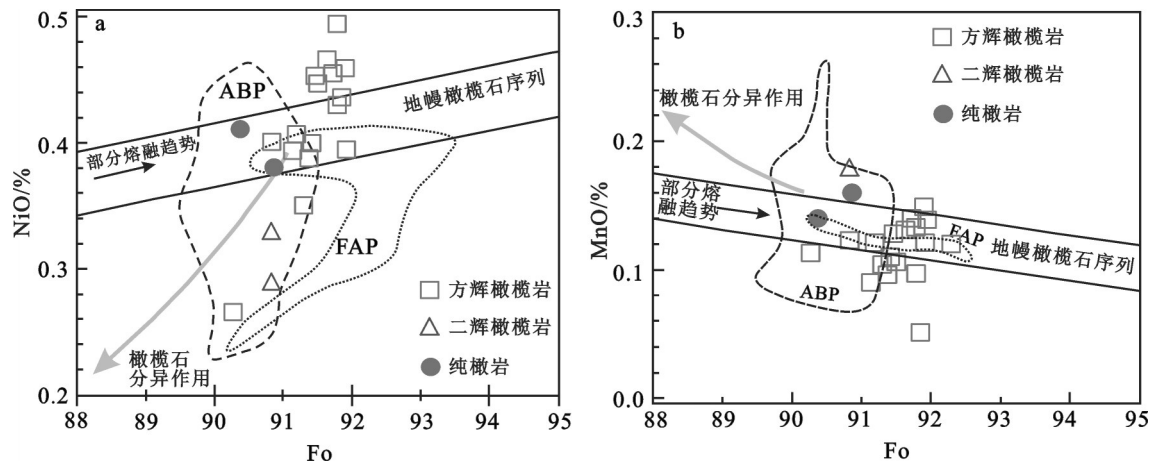 a
0.5
0.4
0.3
0.2
NiO/%
ABP
地幔橄榄石序列
部分熔融趋势
FAP
方辉橄榄岩
二辉橄榄岩
纯橄岩
橄榄石
分异作用
88
89
90
91
92
93
94
95
Fo
b
0.3
0.2
0.1
0.0
MnO/%
方辉橄榄岩
二辉橄榄岩
纯橄岩
橄榄石分异作用
部分熔
融趋势
FAP
地幔橄榄石序列
ABP
88
89
90
91
92
93
94
95
Fo